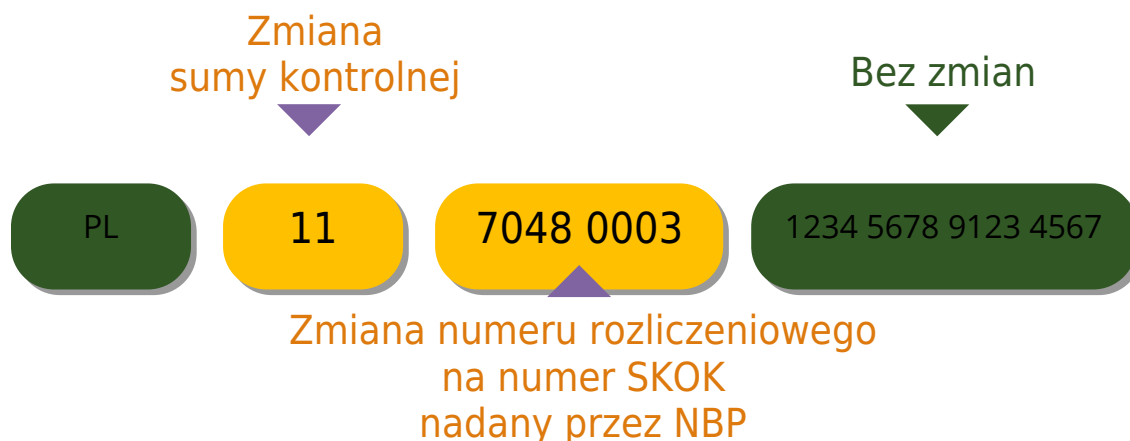 Zmiana
sumy kontrolnej
Bez zmian
PL
11
7048 0003
1234 5678 9123 4567
Zmiana numeru rozliczeniowego
na numer SKOK
nadany przez NBP